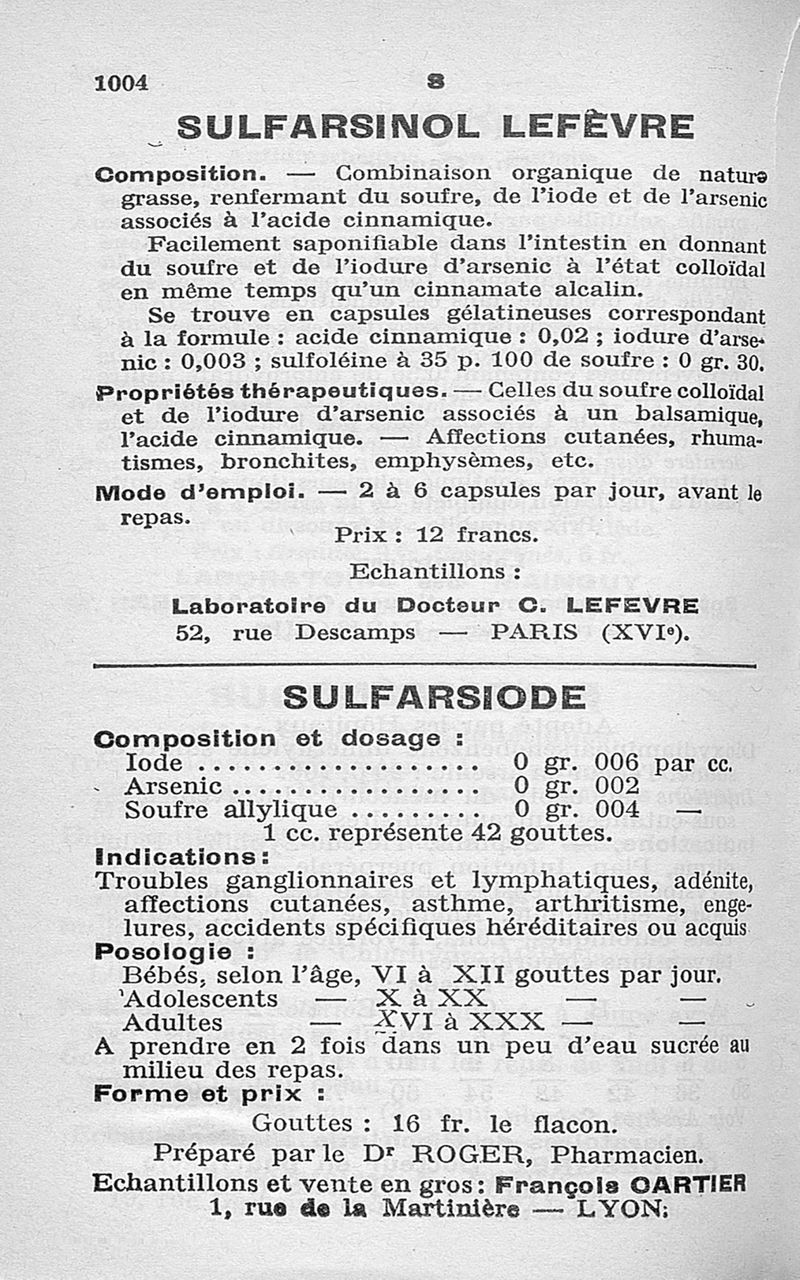 1004 S
SULFARSINOL LEFÈVRE
Composition. — Combinaison organique de nature
grasse, renfermant du soufre, de l'iode et de l'arsenic
associés à l'acide cinnamique.
Facilement saponifiable dans l'intestin en donnant
du soufre et de l'iodure d'arsenic à l'état colloïdal
en même temps qu'un cinnamate alcalin.
Se trouve en capsules gélatineuses correspondant
à la formule : acide cinnamique : 0,02 ; iodure d'arse-
nic : 0,003 ; sulfoléine à 35 p. 100 de soufre : 0 gr. 30.
Propriétés thérapeutiques. — Celles du soufre colloïdal
et de l'iodure d'arsenic associés à un balsamique,
l'acide cinnamique. — Affections cutanées, rhuma-
tismes, bronchites, emphysèmes, etc.
Mode d'emploi. — 2 à 6 capsules par jour, avant le
repas.
Prix : 12 francs.
Echantillons :
Laboratoire du Docteur C. LEFEVRE
52, rue Descamps — PARIS (XVIe).
SULFARSIODE
Composition et dosage :
Iode ................... 0 gr. 006 par cc.
Arsenic ................. 0 gr. 002
Soufre allylique ......... 0 gr. 004 —
1 cc. représente 42 gouttes.
Indications :
Troubles ganglionnaires et lymphatiques, adénite,
affections cutanées, asthme, arthritisme, enge-
lures, accidents spécifiques héréditaires ou acquis
Posologie :
Bébés, selon l'âge, VI à XII gouttes par jour.
Adolescents — X à XX — —
Adultes — XVI à XXX — —
A prendre en 2 fois dans un peu d'eau sucrée au
milieu des repas.
Forme et prix :
Gouttes : 16 fr. le flacon.
Préparé par le Dr ROGER, Pharmacien.
Echantillons et vente en gros : François CARTIER
1, rue de la Martinière — LYON;